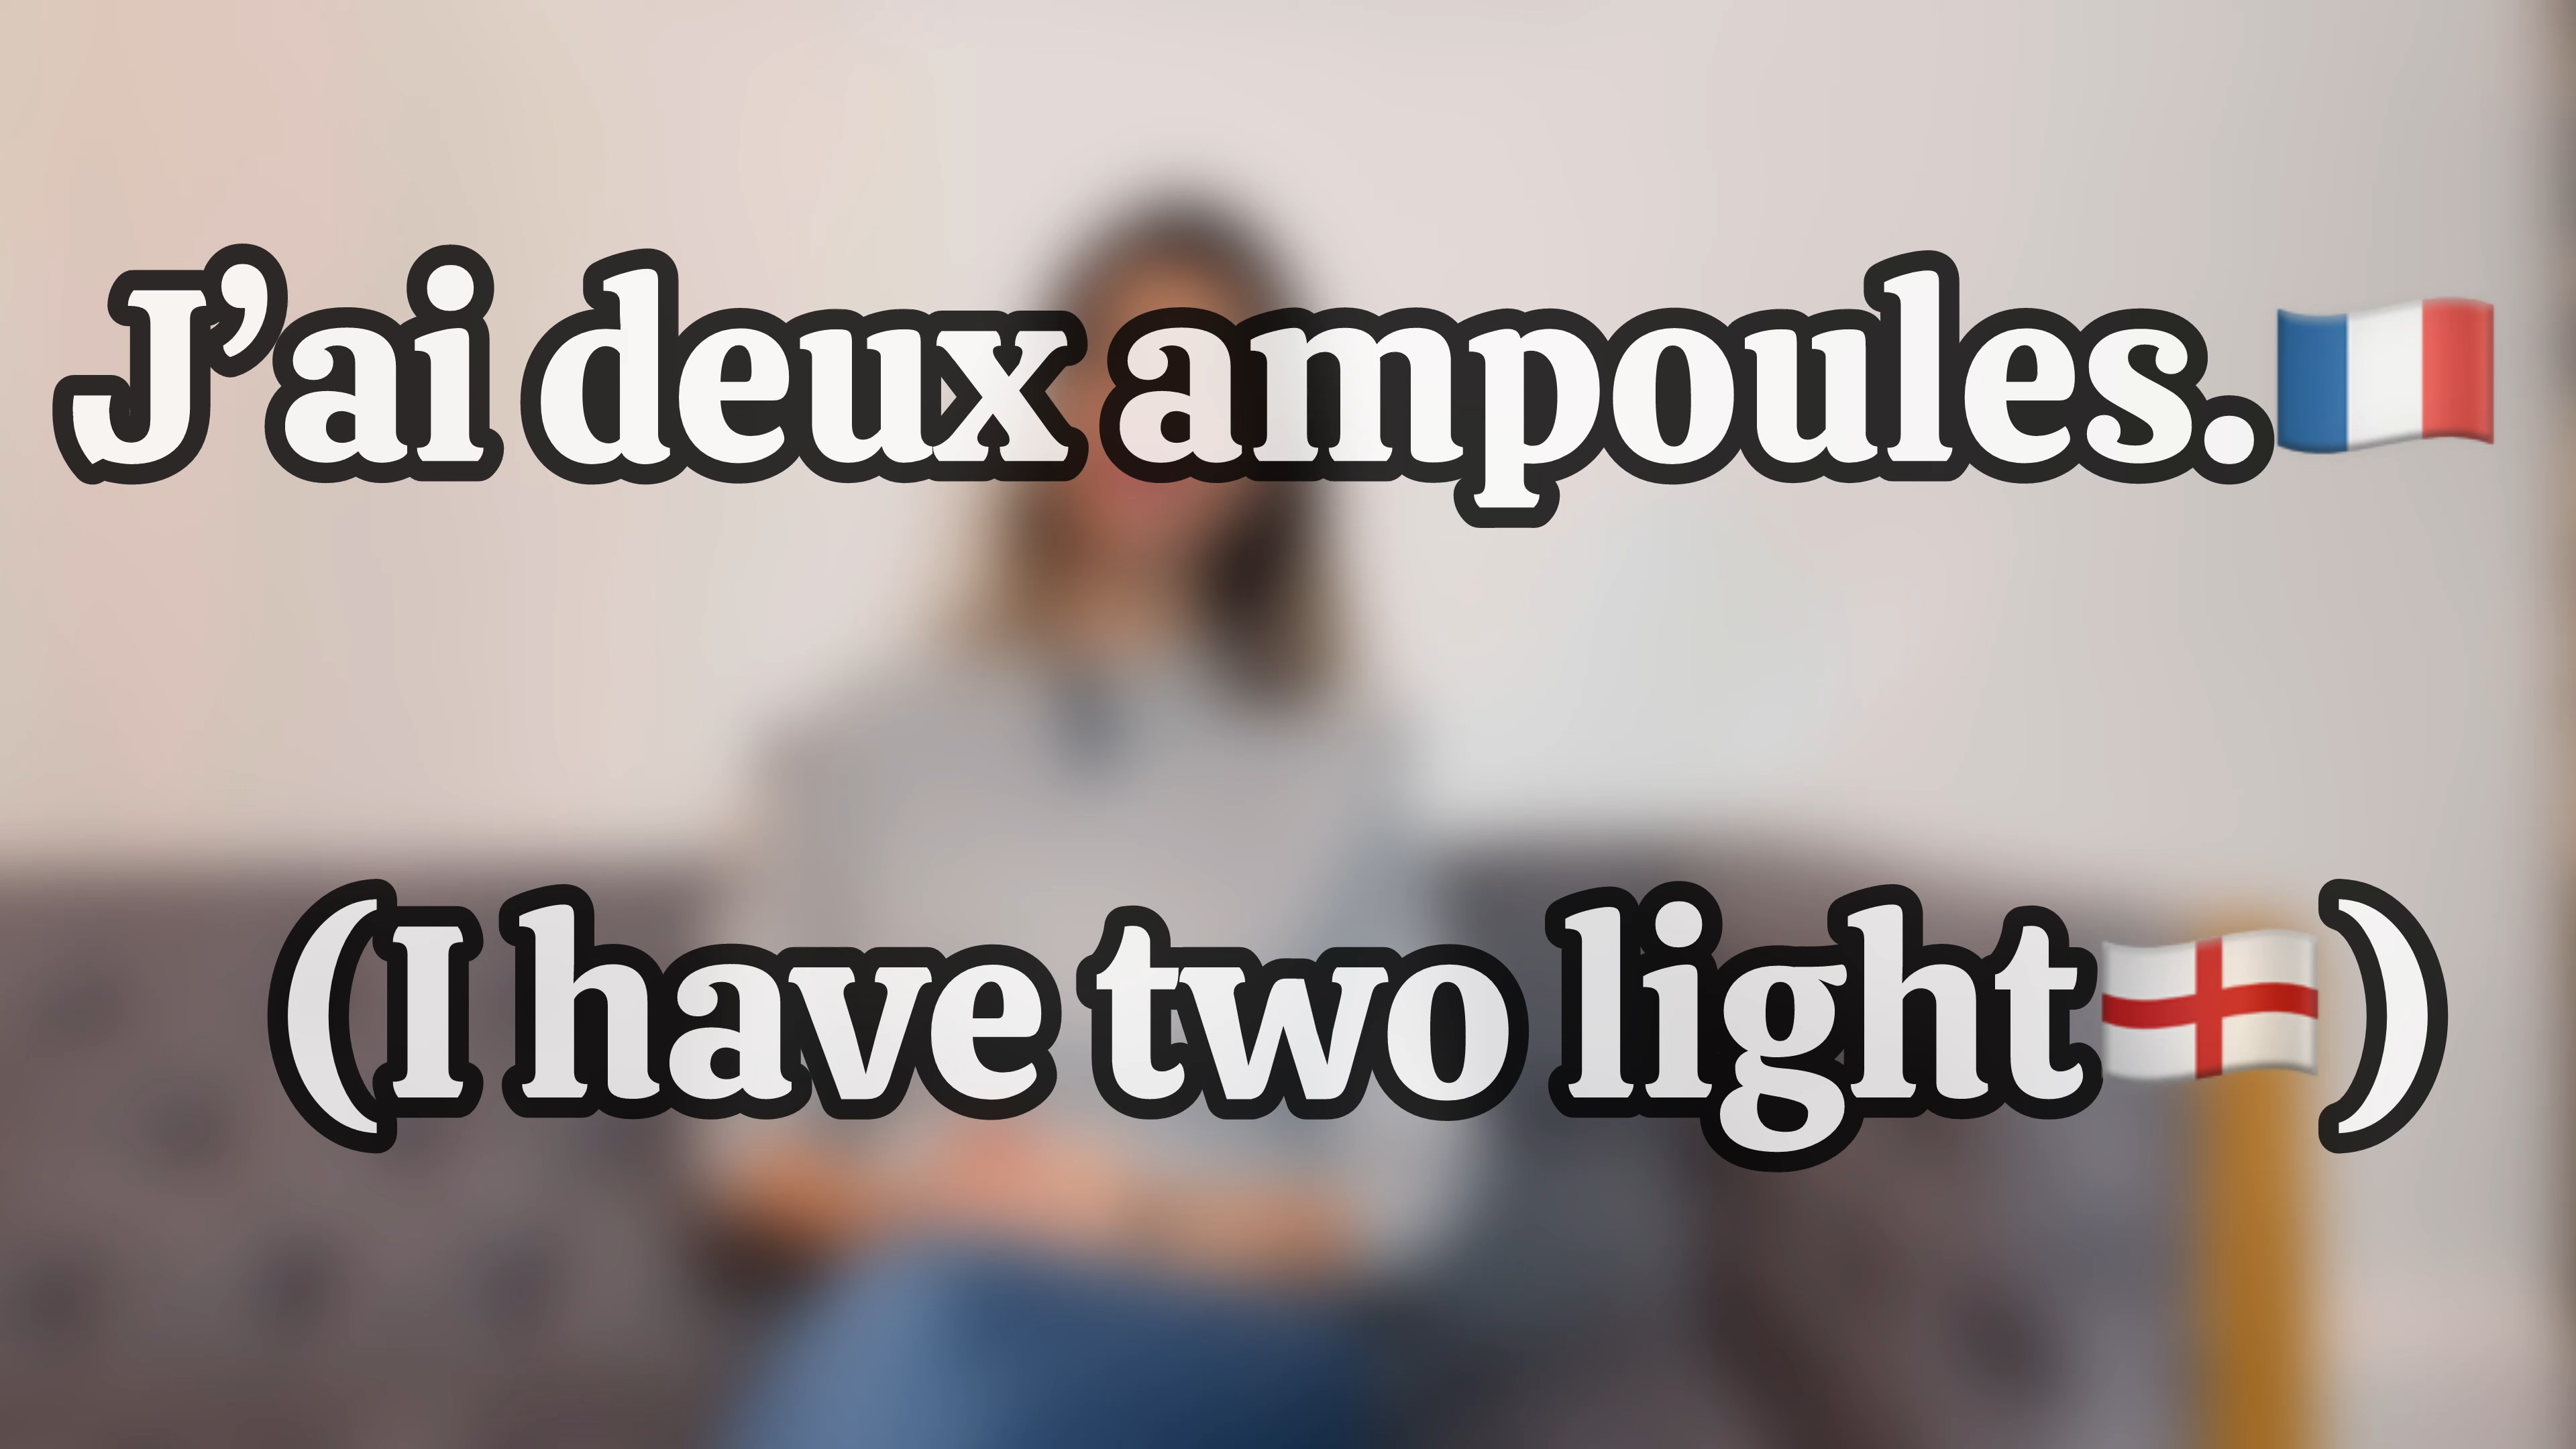 J’ai deux ampoules.🇫🇷
(I have two light🏴󠁧󠁢󠁥󠁮󠁧󠁿)